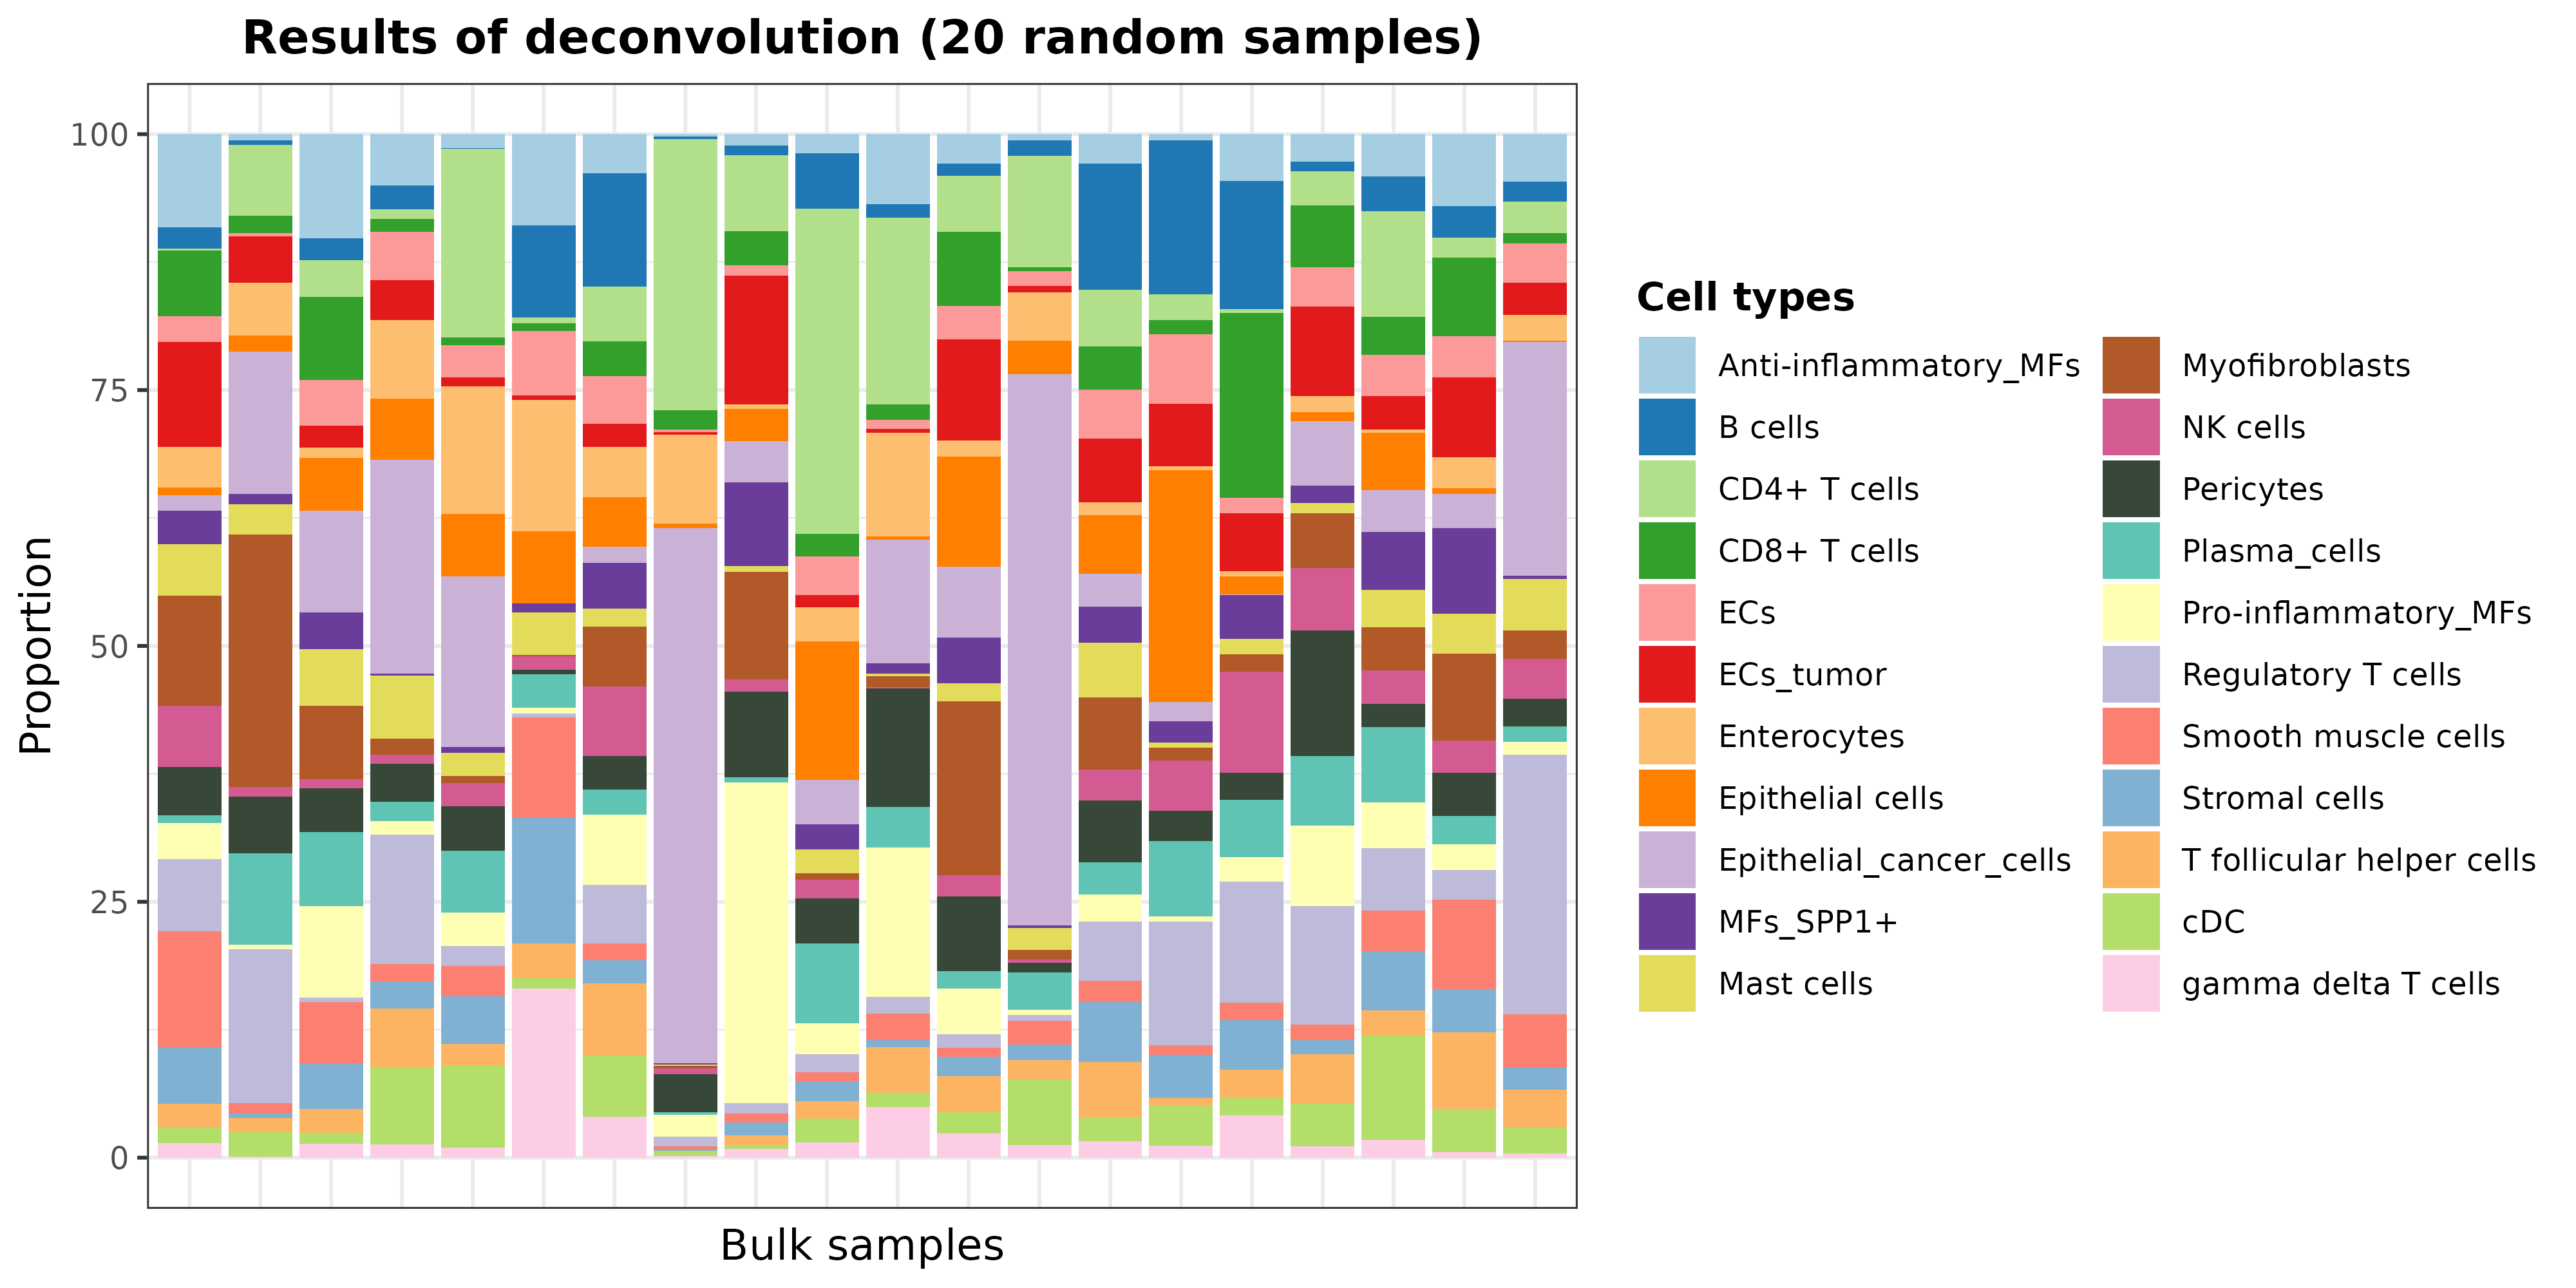 Results of deconvolution (20 random samples)
100
75
50
25
0
Proportion
Bulk samples
Cell types
Anti-inflammatory_MFs
B cells
CD4+ T cells
CD8+ T cells
ECs
ECs_tumor
Enterocytes
Epithelial cells
Epithelial_cancer_cells
MFs_SPP1+
Mast cells
Myofibroblasts
NK cells
Pericytes
Plasma_cells
Pro-inflammatory_MFs
Regulatory T cells
Smooth muscle cells
Stromal cells
T follicular helper cells
cDC
gamma delta T cells